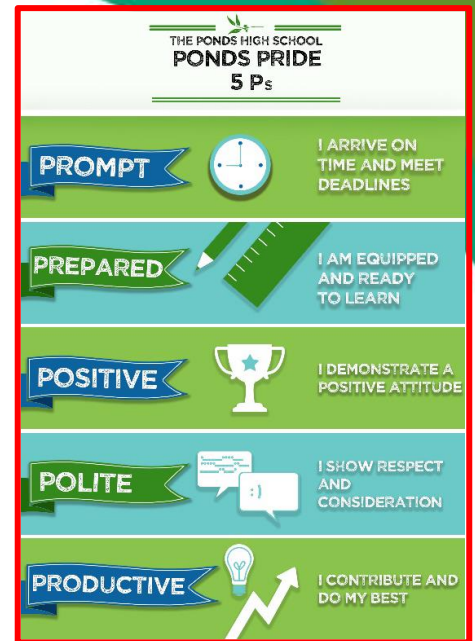 THE PONDS HIGH SCHOOL
PONDS PRIDE
5 Ps
PROMPT
I ARRIVE ON
TIME AND MEET
DEADLINES
PREPARED
I AM EQUIPPED
AND READY
TO LEARN
POSITIVE
I DEMONSTRATE A
POSITIVE ATTITUDE
POLITE
:)
I SHOW RESPECT
AND
CONSIDERATION
PRODUCTIVE
I CONTRIBUTE AND
DO MY BEST